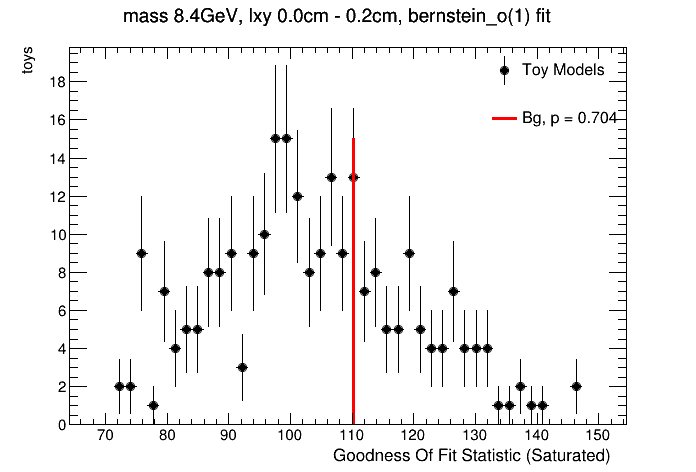 mass 8.4GeV, lxy 0.0cm - 0.2cm, bernstein_o(1) fit
toys
Toy Models
Bg, p = 0.704
18
16
14
12
10
8
6
4
2
0
70 80 90 100 110 120 130 140 150
Goodness Of Fit Statistic (Saturated)